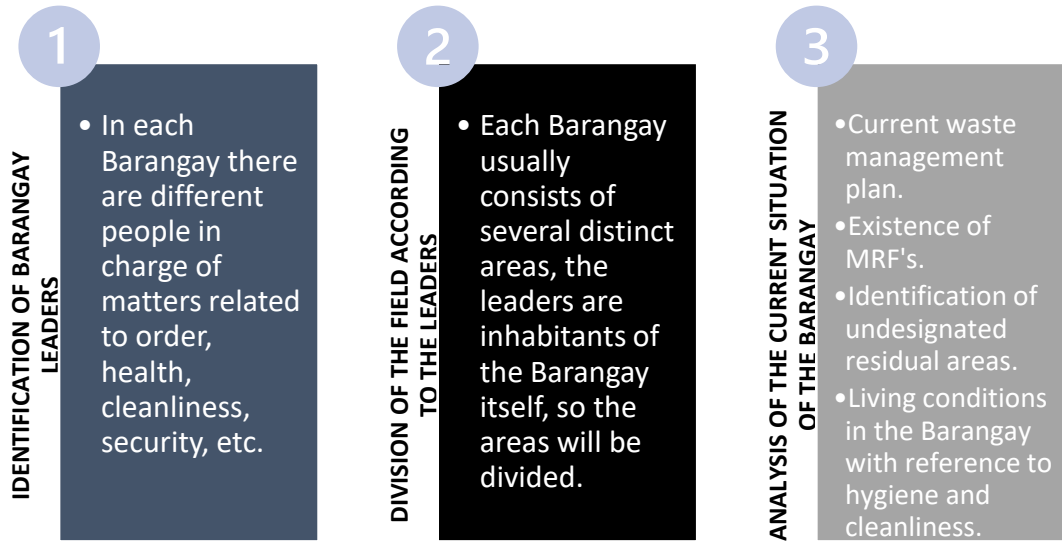 1
IDENTIFICATION OF BARANGAY
LEADERS
• In each
Barangay there
are different
people in
charge of
matters related
to order,
health,
cleanliness,
security, etc.
2
DIVISION OF THE FIELD ACCORDING
TO THE LEADERS
• Each Barangay
usually
consists of
several distinct
areas, the
leaders are
inhabitants of
the Barangay
itself, so the
areas will be
divided.
3
ANALYSIS OF THE CURRENT SITUATION
OF THE BARANGAY
•Current waste
management
plan.
•Existence of
MRF's.
•Identification of
undesignated
residual areas.
•Living conditions
in the Barangay
with reference to
hygiene and
cleanliness.